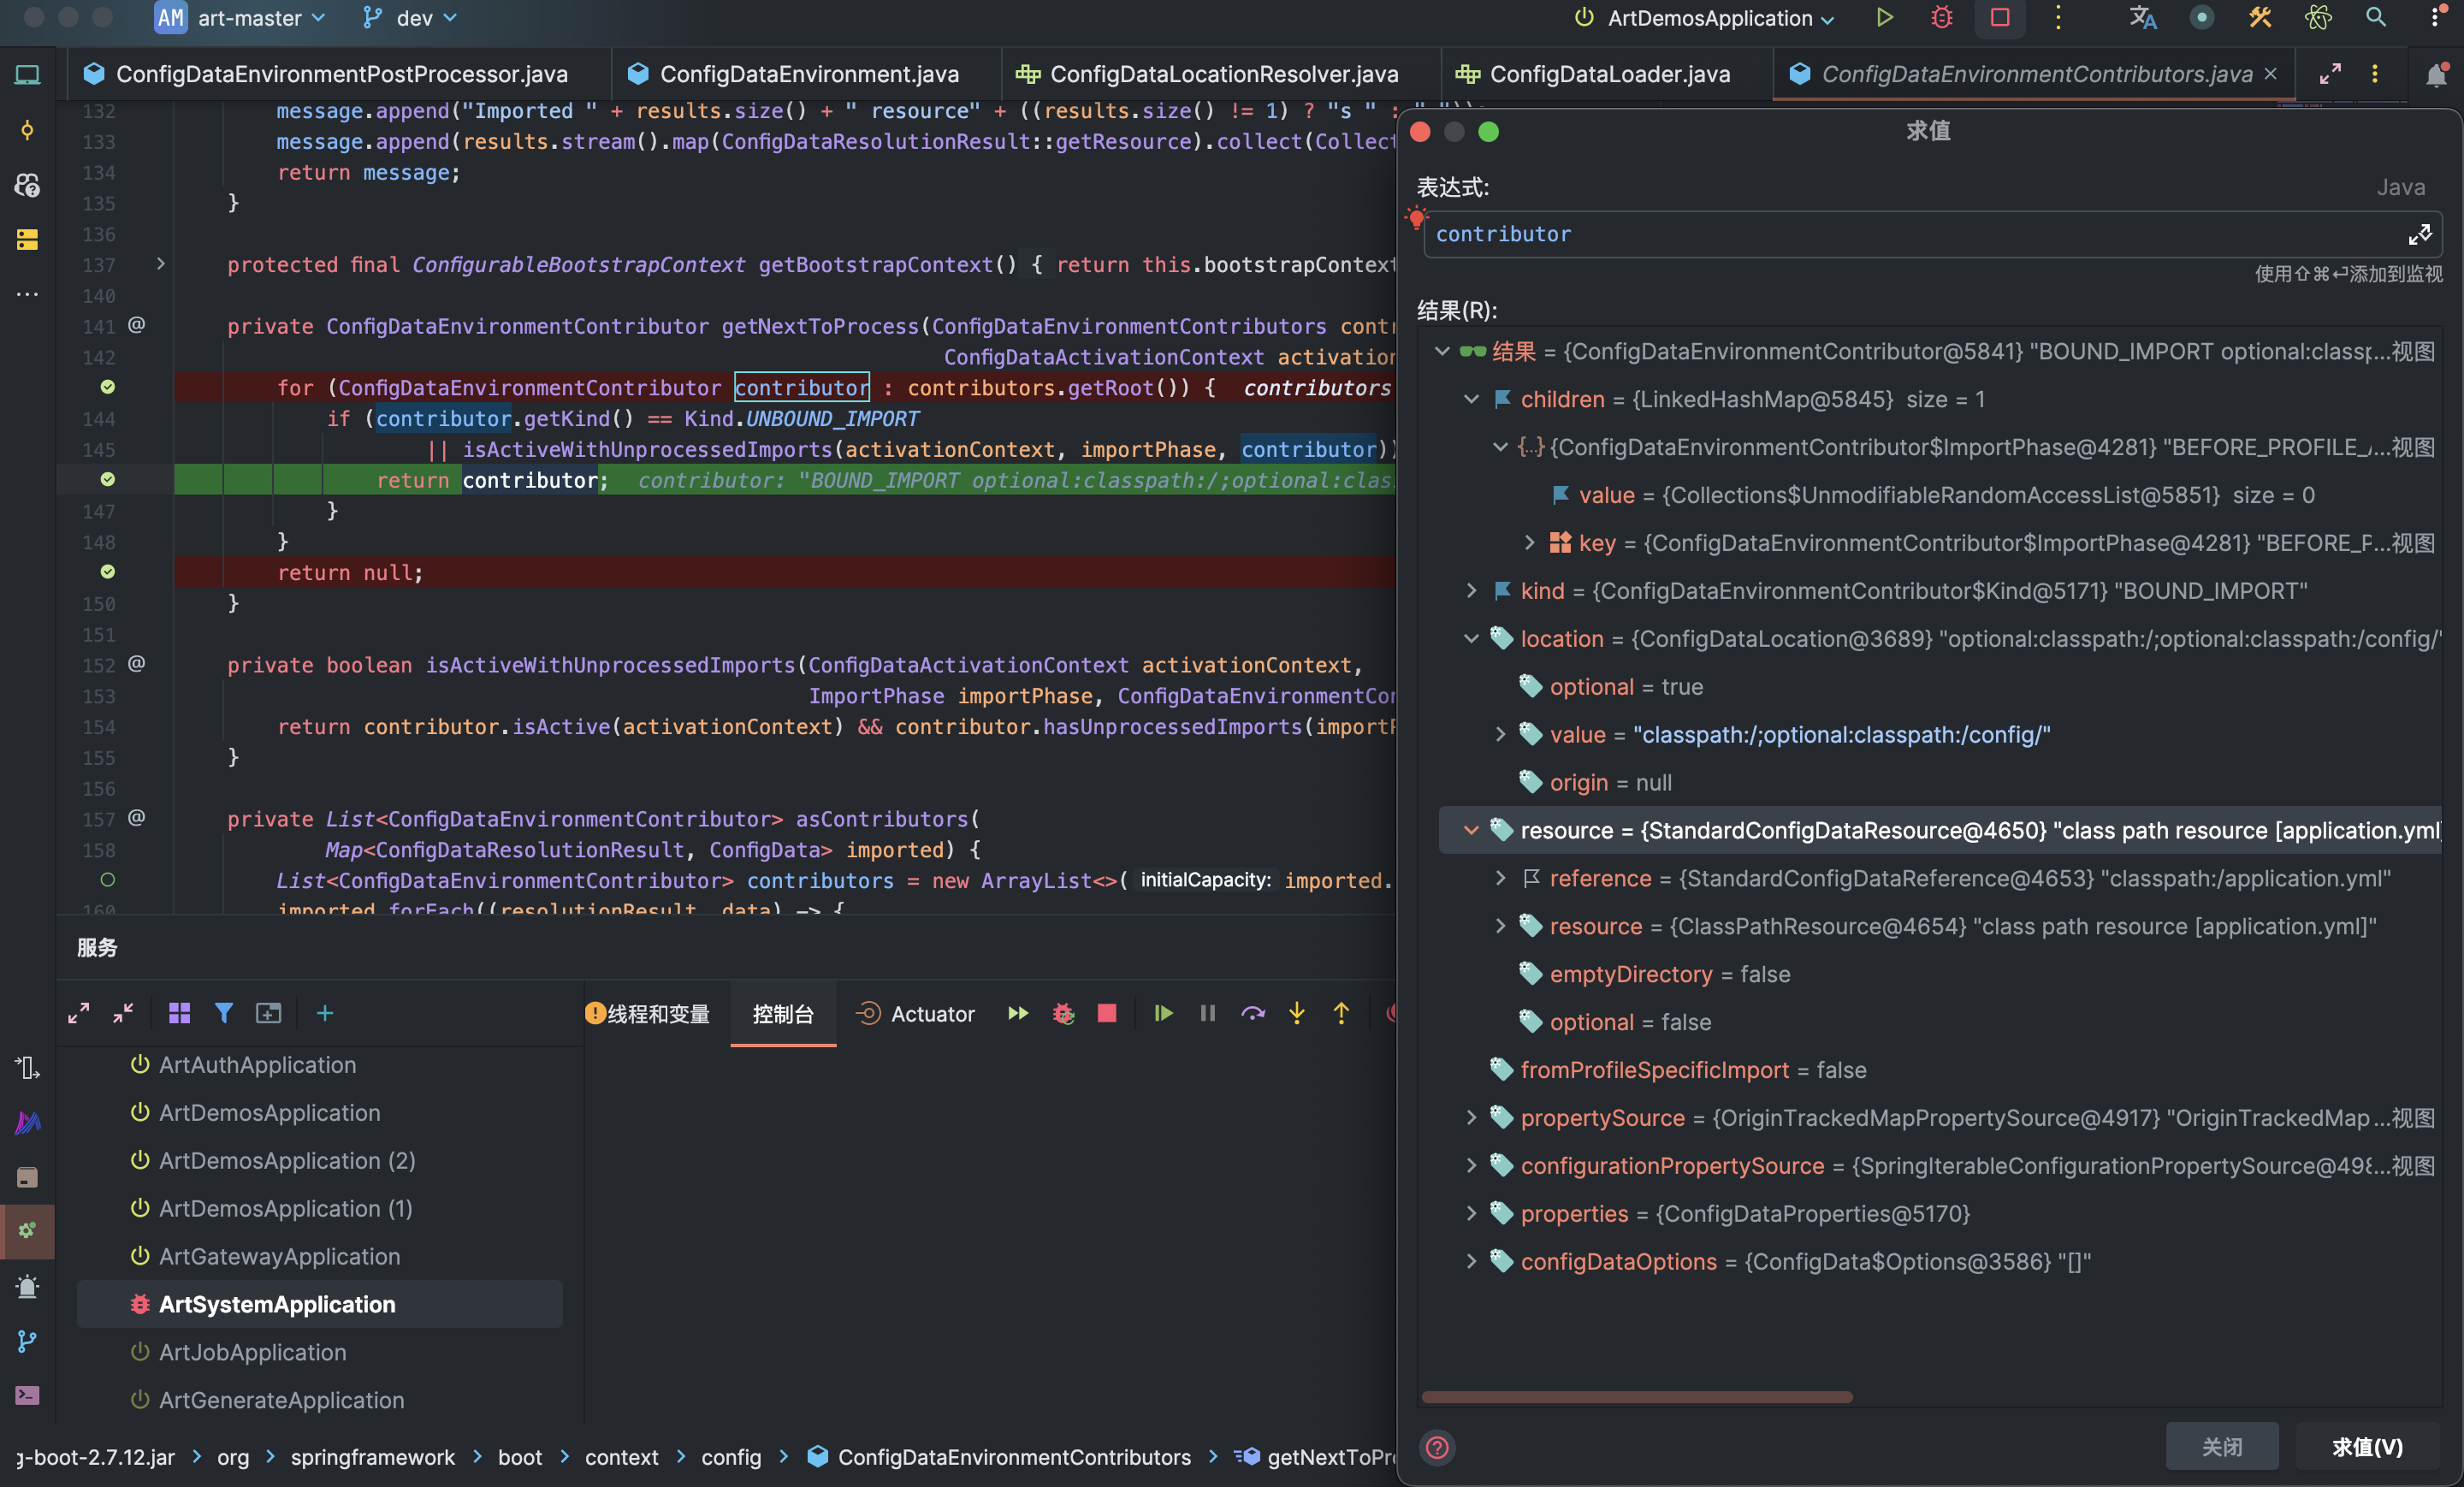 AM art-master dev ArtDemosApplication
ConfigDataEnvironmentPostProcessor.java ConfigDataEnvironment.java ConfigDataLocationResolver.java ConfigDataLoader.java ConfigDataEnvironmentContributors.java
132 message.append("Imported " + results.size() + " resource" + ((results.size() != 1) ? "s " :
133 message.append(results.stream().map(ConfigDataResolutionResult::getResource).collect(Collect
134 return message;
135 }
136
137 protected final ConfigurableBootstrapContext getBootstrapContext() { return this.bootstrapContext
140
141 @ private ConfigDataEnvironmentContributor getNextToProcess(ConfigDataEnvironmentContributors contr
142 ConfigDataActivationContext activation
for (ConfigDataEnvironmentContributor contributor : contributors.getRoot()) { contributors
144 if (contributor.getKind() == Kind.UNBOUND_IMPORT
145 || isActiveWithUnprocessedImports(activationContext, importPhase, contributor))
return contributor; contributor: "BOUND_IMPORT optional:classpath:/;optional:clas
147 }
148 }
return null;
150 }
151
152 @ private boolean isActiveWithUnprocessedImports(ConfigDataActivationContext activationContext,
153 ImportPhase importPhase, ConfigDataEnvironmentCon
154 return contributor.isActive(activationContext) && contributor.hasUnprocessedImports(importP
155 }
156
157 @ private List<ConfigDataEnvironmentContributor> asContributors(
158 Map<ConfigDataResolutionResult, ConfigData> imported) {
List<ConfigDataEnvironmentContributor> contributors = new ArrayList<>( initialCapacity: imported.
160 imported.forEach((resolutionResult, data) -> {
服务
线程和变量 控制台 Actuator
ArtAuthApplication
ArtDemosApplication
ArtDemosApplication (2)
ArtDemosApplication (1)
ArtGatewayApplication
ArtSystemApplication
ArtJobApplication
ArtGenerateApplication
g-boot-2.7.12.jar org springframework boot context config ConfigDataEnvironmentContributors getNextToPro
求值
表达式: Java
contributor
使用⇧⌘⏎添加到监视
结果(R):
结果 = {ConfigDataEnvironmentContributor@5841} "BOUND_IMPORT optional:classp...视图
children = {LinkedHashMap@5845} size = 1
{...} {ConfigDataEnvironmentContributor$ImportPhase@4281} "BEFORE_PROFILE_A...视图
value = {Collections$UnmodifiableRandomAccessList@5851} size = 0
key = {ConfigDataEnvironmentContributor$ImportPhase@4281} "BEFORE_P...视图
kind = {ConfigDataEnvironmentContributor$Kind@5171} "BOUND_IMPORT"
location = {ConfigDataLocation@3689} "optional:classpath:/;optional:classpath:/config/"
optional = true
value = "classpath:/;optional:classpath:/config/"
origin = null
resource = {StandardConfigDataResource@4650} "class path resource [application.yml]
reference = {StandardConfigDataReference@4653} "classpath:/application.yml"
resource = {ClassPathResource@4654} "class path resource [application.yml]"
emptyDirectory = false
optional = false
fromProfileSpecificImport = false
propertySource = {OriginTrackedMapPropertySource@4917} "OriginTrackedMap...视图
configurationPropertySource = {SpringIterableConfigurationPropertySource@498...视图
properties = {ConfigDataProperties@5170}
configDataOptions = {ConfigData$Options@3586} "[]"
关闭 求值(V)